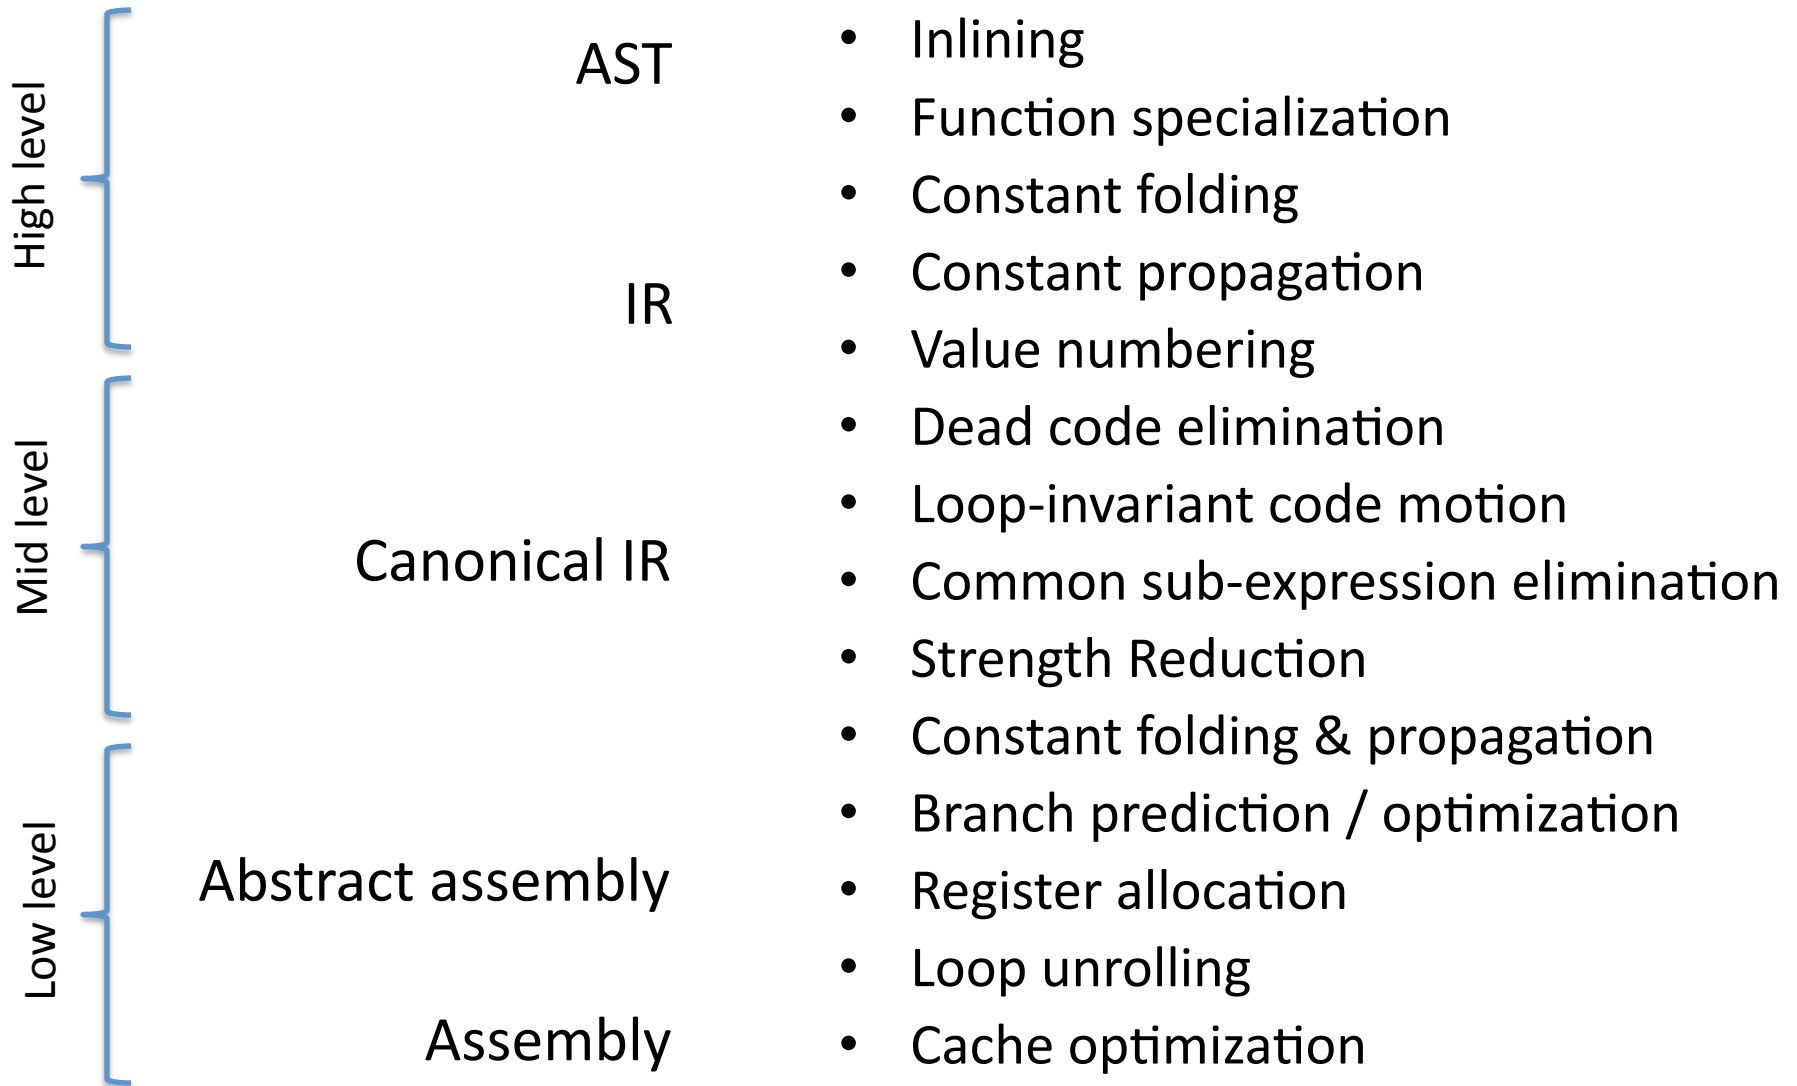 High level
AST
IR
Mid level
Canonical IR
Low level
Abstract assembly
Assembly
• Inlining
• Function specialization
• Constant folding
• Constant propagation
• Value numbering
• Dead code elimination
• Loop-invariant code motion
• Common sub-expression elimination
• Strength Reduction
• Constant folding & propagation
• Branch prediction / optimization
• Register allocation
• Loop unrolling
• Cache optimization